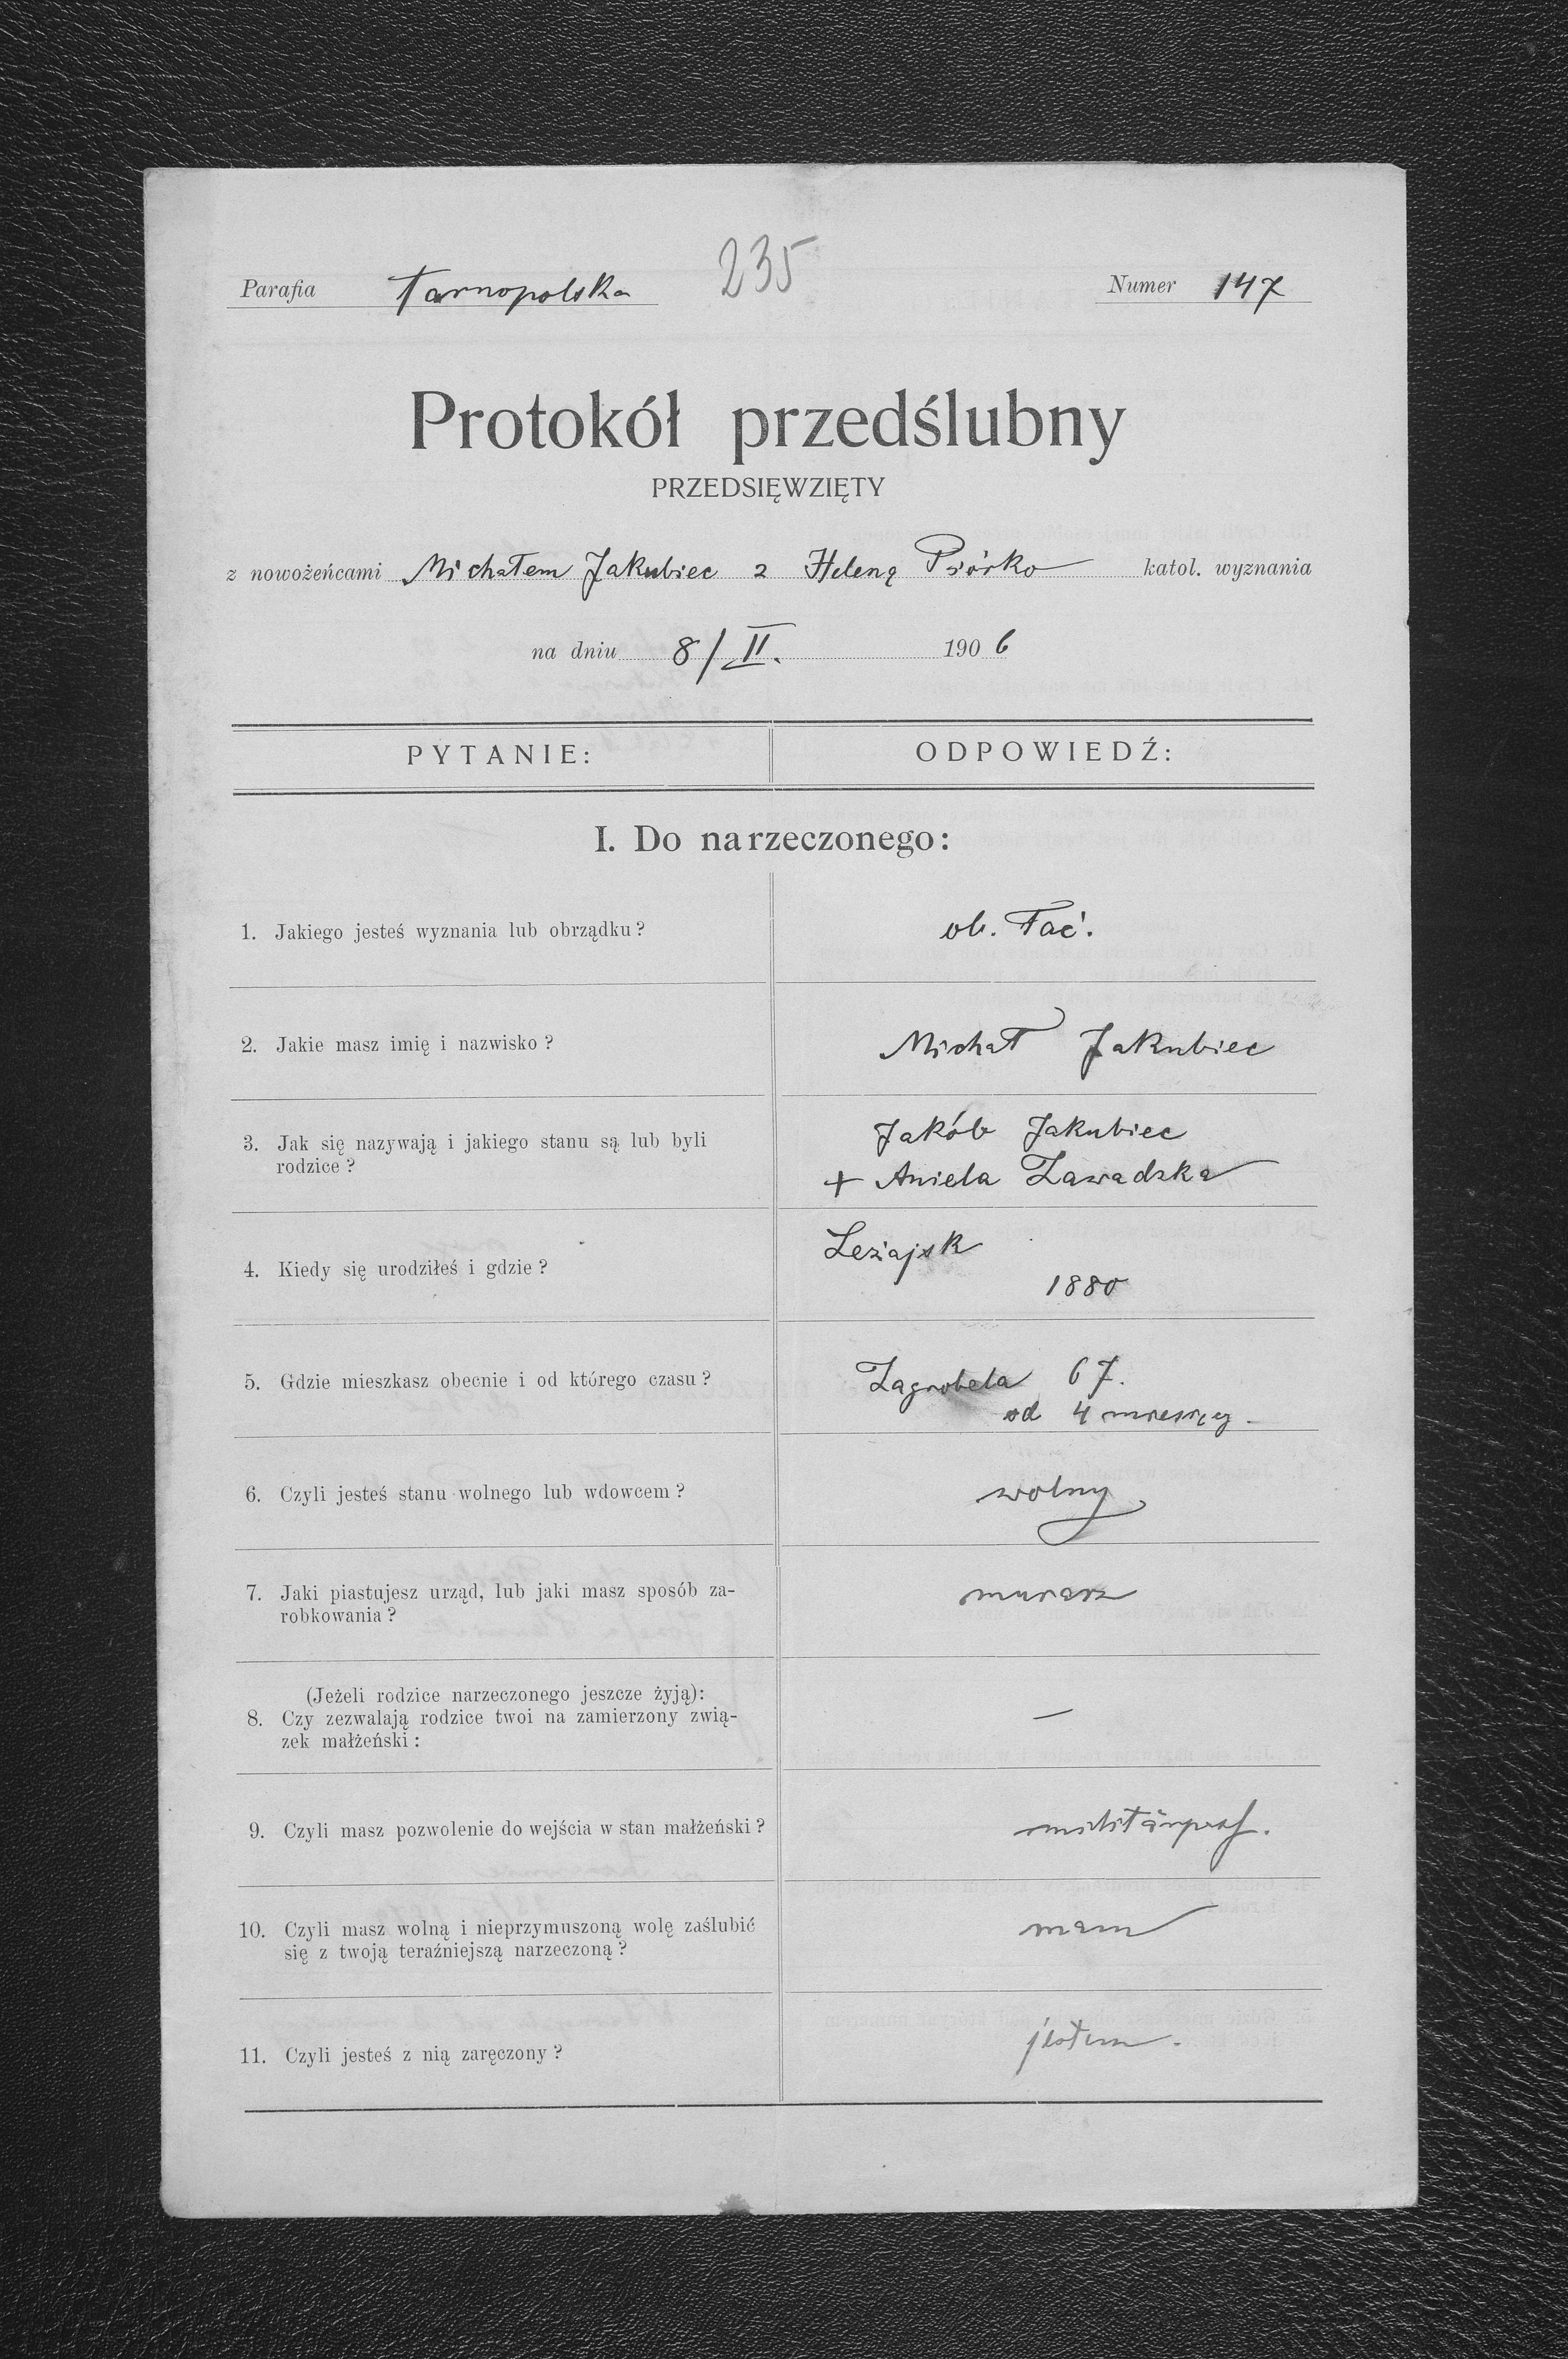 Parafia Tarnopolska 235 Numer 147
Protokół przedślubny
PRZEDSIĘWZIĘTY
z nowożeńcami Michałem Jakubiec z Heleną Piórko katol. wyznania
na dniu 8/II. 1906
PYTANIE: ODPOWIEDŹ:
I. Do narzeczonego:
1. Jakiego jesteś wyznania lub obrządku? ob. łać.
2. Jakie masz imię i nazwisko? Michał Jakubiec
3. Jak się nazywają i jakiego stanu są lub byli
rodzice?
Jakób Jakubiec
+ Aniela Zawadzka
4. Kiedy się urodziłeś i gdzie?
Leżajsk
1880
5. Gdzie mieszkasz obecnie i od którego czasu?
Zagrobela 67.
od 4 miesięcy.
6. Czyli jesteś stanu wolnego lub wdowcem? wolny
7. Jaki piastujesz urząd, lub jaki masz sposób za-
robkowania?
murarz
(Jeżeli rodzice narzeczonego jeszcze żyją):
8. Czy zezwalają rodzice twoi na zamierzony zwią-
zek małżeński:
—
9. Czyli masz pozwolenie do wejścia w stan małżeński?
10. Czyli masz wolną i nieprzymuszoną wolę zaślubić
się z twoją teraźniejszą narzeczoną?
mam
11. Czyli jesteś z nią zaręczony? jestem.